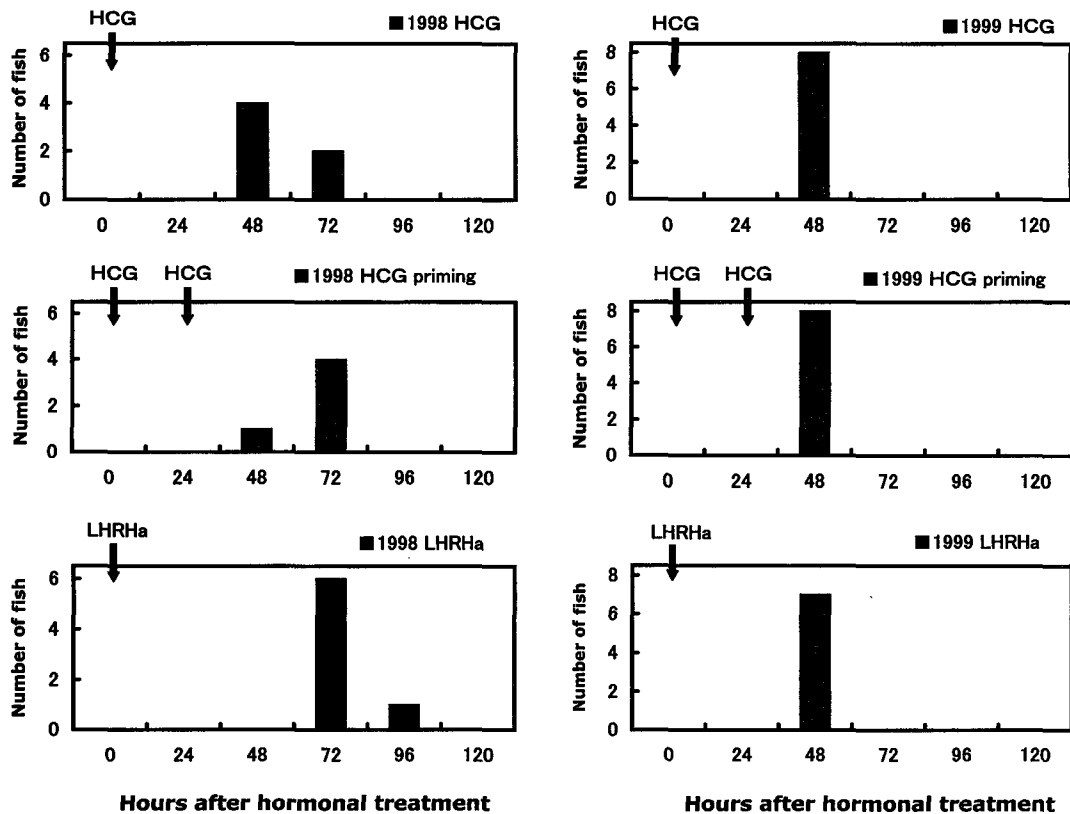 HCG
■ 1998 HCG
Number of fish
6
4
2
0
0 24 48 72 96 120
HCG
■ 1999 HCG
Number of fish
8
6
4
2
0
0 24 48 72 96 120
HCG HCG
■ 1998 HCG priming
Number of fish
6
4
2
0
0 24 48 72 96 120
HCG HCG
■ 1999 HCG priming
Number of fish
8
6
4
2
0
0 24 48 72 96 120
LHRHa
■ 1998 LHRHa
Number of fish
6
4
2
0
0 24 48 72 96 120
Hours after hormonal treatment
LHRHa
■ 1999 LHRHa
Number of fish
8
6
4
2
0
0 24 48 72 96 120
Hours after hormonal treatment